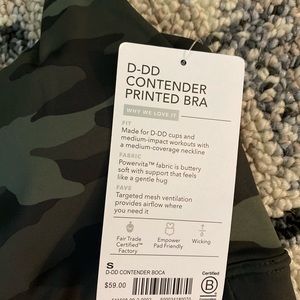 D-DD
CONTENDER
PRINTED BRA
WHY WE LOVE IT
FIT
Made for D-DD cups and
medium-impact workouts with
a medium-coverage neckline
FABRIC
Powervita™ fabric is buttery
soft with support that feels
like a gentle hug
FAVE
Targeted mesh ventilation
provides airflow where
you need it
Fair Trade
Certified™
Factory
Empower
Pad Friendly
Wicking
S
D-DD CONTENDER BOCA
$59.00
Certified
B